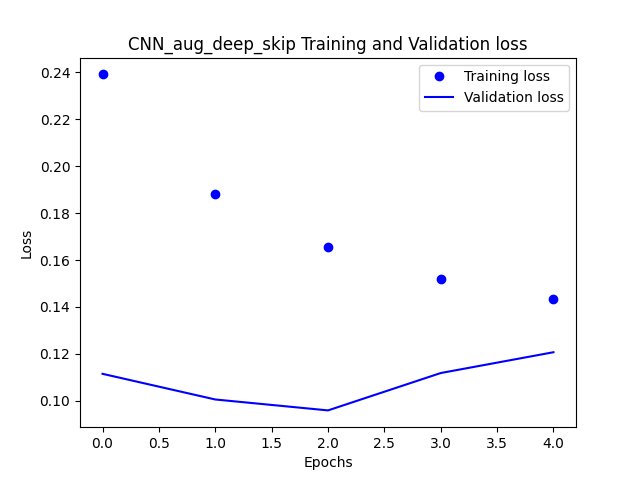 CNN_aug_deep_skip Training and Validation loss
Training loss
Validation loss
0.24
0.22
0.20
0.18
0.16
0.14
0.12
0.10
Loss
0.0 0.5 1.0 1.5 2.0 2.5 3.0 3.5 4.0
Epochs